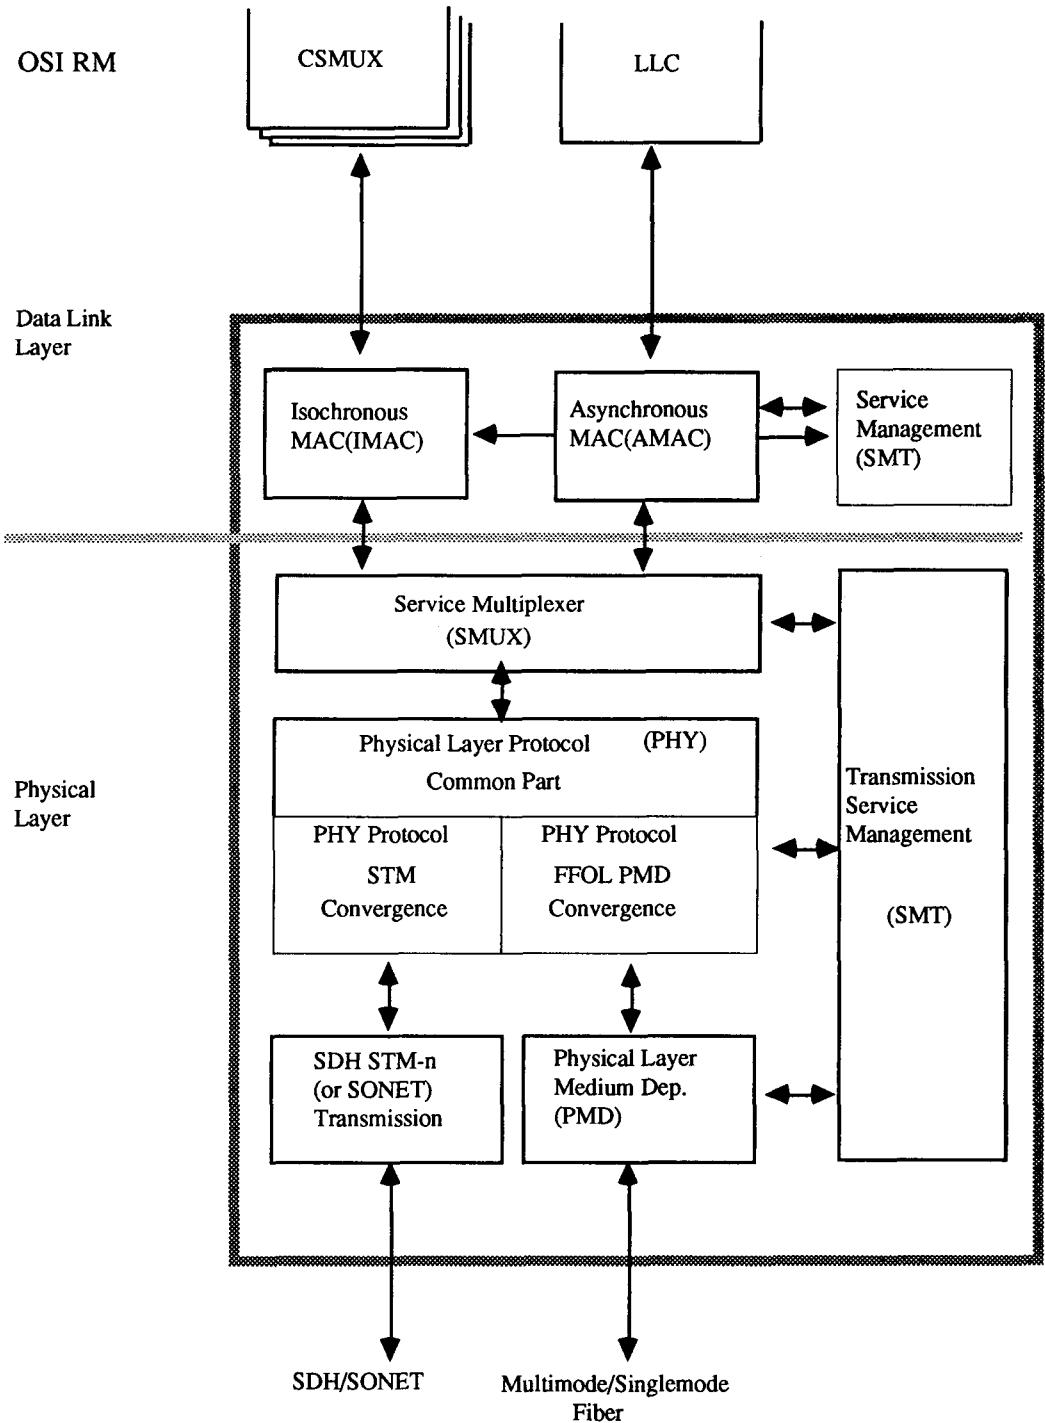 OSI RM
CSMUX
LLC
Data Link
Layer
Isochronous
MAC(IMAC)
Asynchronous
MAC(AMAC)
Service
Management
(SMT)
Service Multiplexer
(SMUX)
Physical Layer Protocol (PHY)
Common Part
Physical
Layer
PHY Protocol
STM
Convergence
PHY Protocol
FFOL PMD
Convergence
Transmission
Service
Management
(SMT)
SDH STM-n
(or SONET)
Transmission
Physical Layer
Medium Dep.
(PMD)
SDH/SONET
Multimode/Singlemode
Fiber